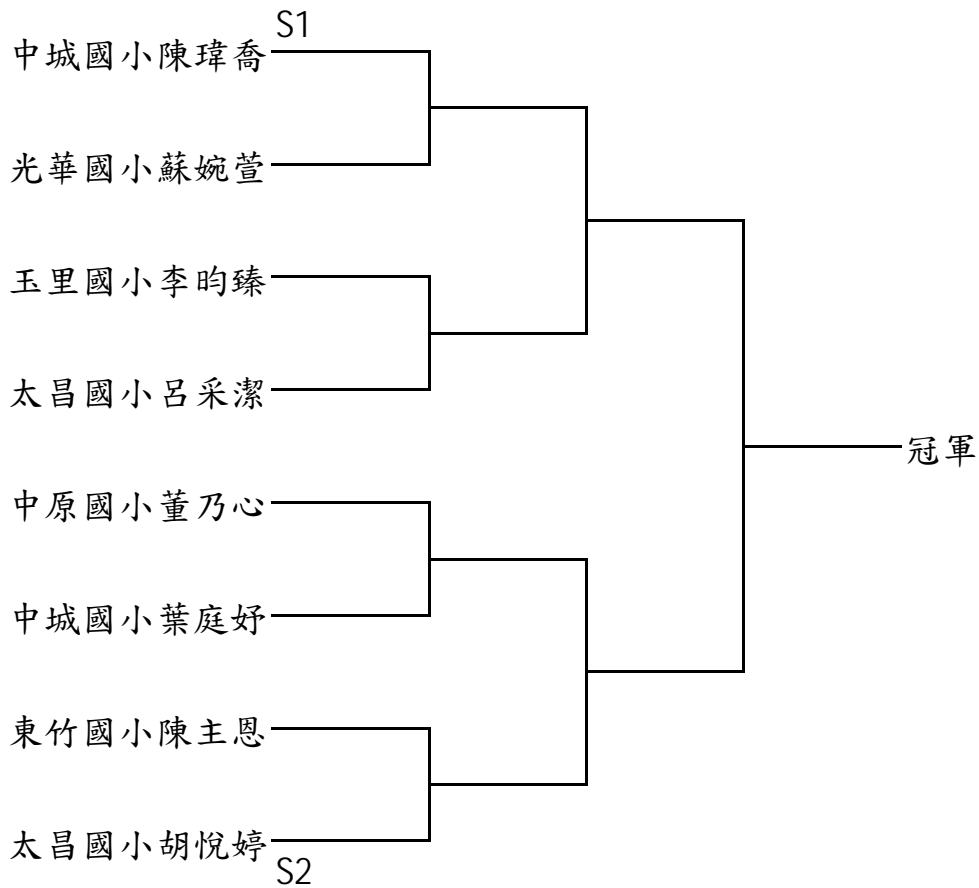 S1
中城國小陳瑋喬
光華國小蘇婉萱
玉里國小李昀臻
太昌國小呂采潔
冠軍
中原國小董乃心
中城國小葉庭妤
東竹國小陳主恩
太昌國小胡悅婷
S2